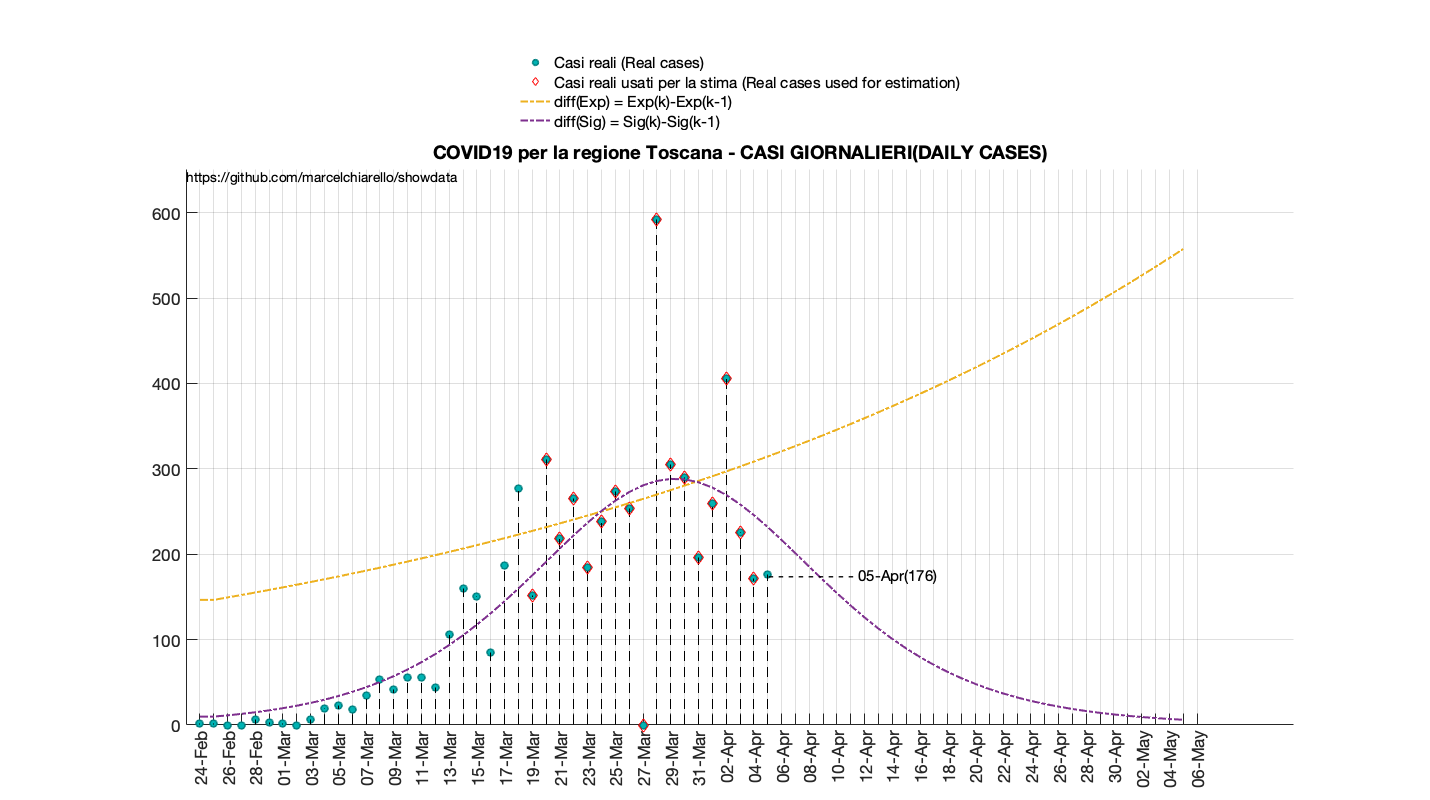 Casi reali (Real cases)
Casi reali usati per la stima (Real cases used for estimation)
diff(Exp) = Exp(k)-Exp(k-1)
diff(Sig) = Sig(k)-Sig(k-1)
COVID19 per la regione Toscana - CASI GIORNALIERI(DAILY CASES)
https://github.com/marcelchiarello/showdata
600
500
400
300
200
100
0
05-Apr(176)
24-Feb
26-Feb
28-Feb
01-Mar
03-Mar
05-Mar
07-Mar
09-Mar
11-Mar
13-Mar
15-Mar
17-Mar
19-Mar
21-Mar
23-Mar
25-Mar
27-Mar
29-Mar
31-Mar
02-Apr
04-Apr
06-Apr
08-Apr
10-Apr
12-Apr
14-Apr
16-Apr
18-Apr
20-Apr
22-Apr
24-Apr
26-Apr
28-Apr
30-Apr
02-May
04-May
06-May